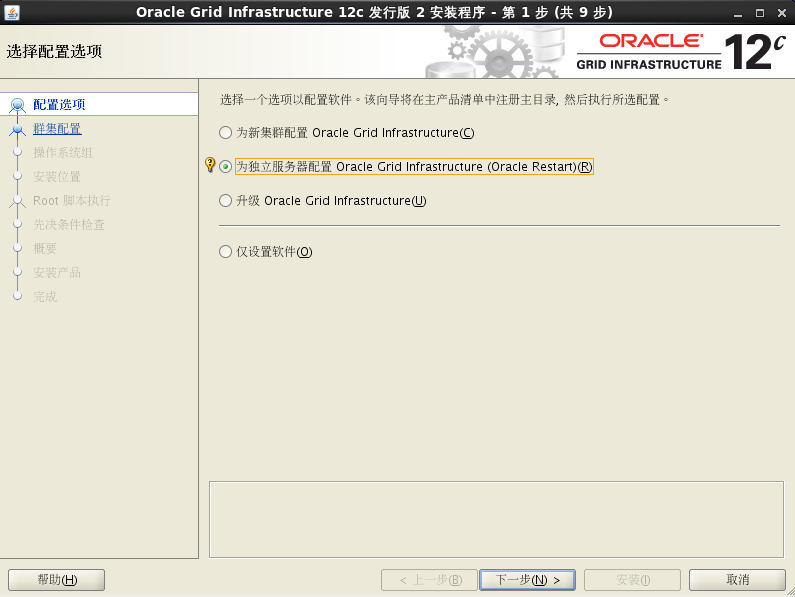 Oracle Grid Infrastructure 12c 发行版 2 安装程序 - 第 1 步 (共 9 步)
选择配置选项
ORACLE®
GRID INFRASTRUCTURE
12c
配置选项
群集配置
操作系统组
安装位置
Root 脚本执行
先决条件检查
概要
安装产品
完成
选择一个选项以配置软件。该向导将在主产品清单中注册主目录, 然后执行所选配置。
为新集群配置 Oracle Grid Infrastructure(C)
为独立服务器配置 Oracle Grid Infrastructure (Oracle Restart)(R)
升级 Oracle Grid Infrastructure(U)
仅设置软件(O)
帮助(H)
< 上一步(B)
下一步(N) >
安装(I)
取消